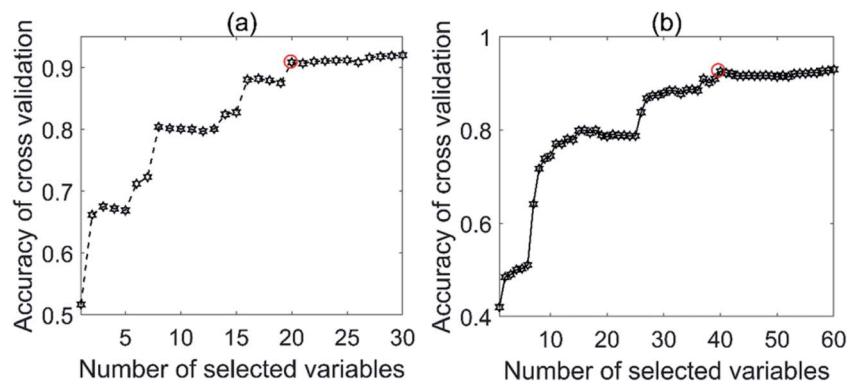 (a)
Accuracy of cross validation
0.9
0.8
0.7
0.6
0.5
5 10 15 20 25 30
Number of selected variables
(b)
Accuracy of cross validation
1
0.8
0.6
0.4
10 20 30 40 50 60
Number of selected variables